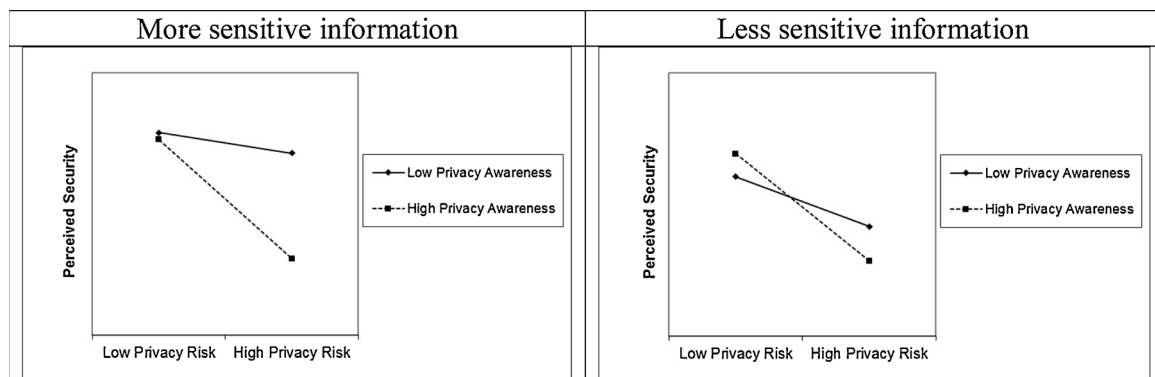 More sensitive information
Less sensitive information
Perceived Security
Low Privacy Awareness
High Privacy Awareness
Low Privacy Risk
High Privacy Risk
Perceived Security
Low Privacy Awareness
High Privacy Awareness
Low Privacy Risk
High Privacy Risk